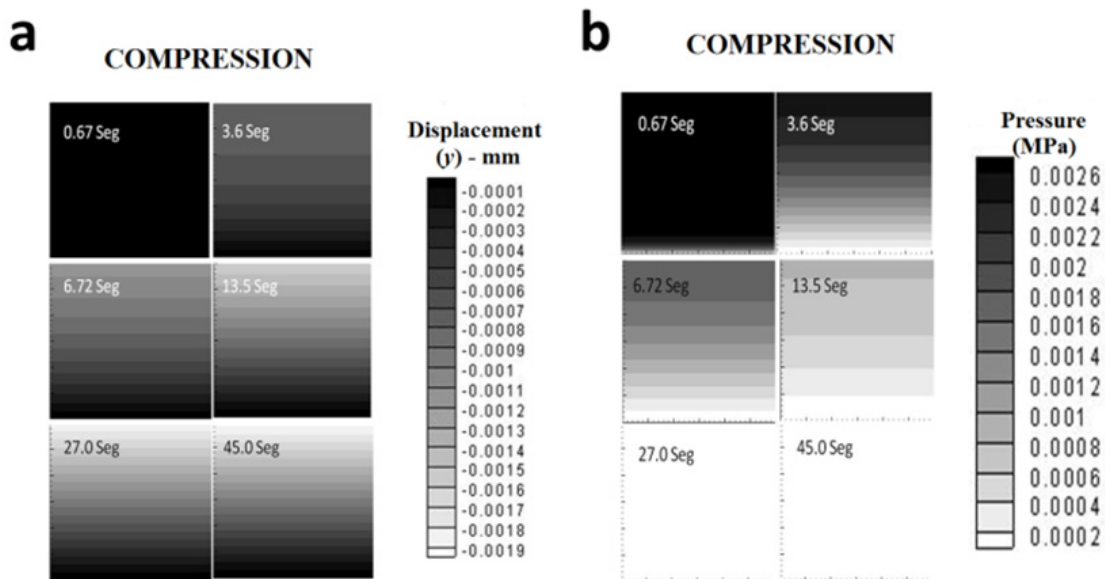 a
COMPRESSION
0.67 Seg
3.6 Seg
6.72 Seg
13.5 Seg
27.0 Seg
45.0 Seg
Displacement
(y) - mm
-0.0001
-0.0002
-0.0003
-0.0004
-0.0005
-0.0006
-0.0007
-0.0008
-0.0009
-0.001
-0.0011
-0.0012
-0.0013
-0.0014
-0.0015
-0.0016
-0.0017
-0.0018
-0.0019
b
COMPRESSION
0.67 Seg
3.6 Seg
6.72 Seg
13.5 Seg
27.0 Seg
45.0 Seg
Pressure
(MPa)
0.0026
0.0024
0.0022
0.002
0.0018
0.0016
0.0014
0.0012
0.001
0.0008
0.0006
0.0004
0.0002